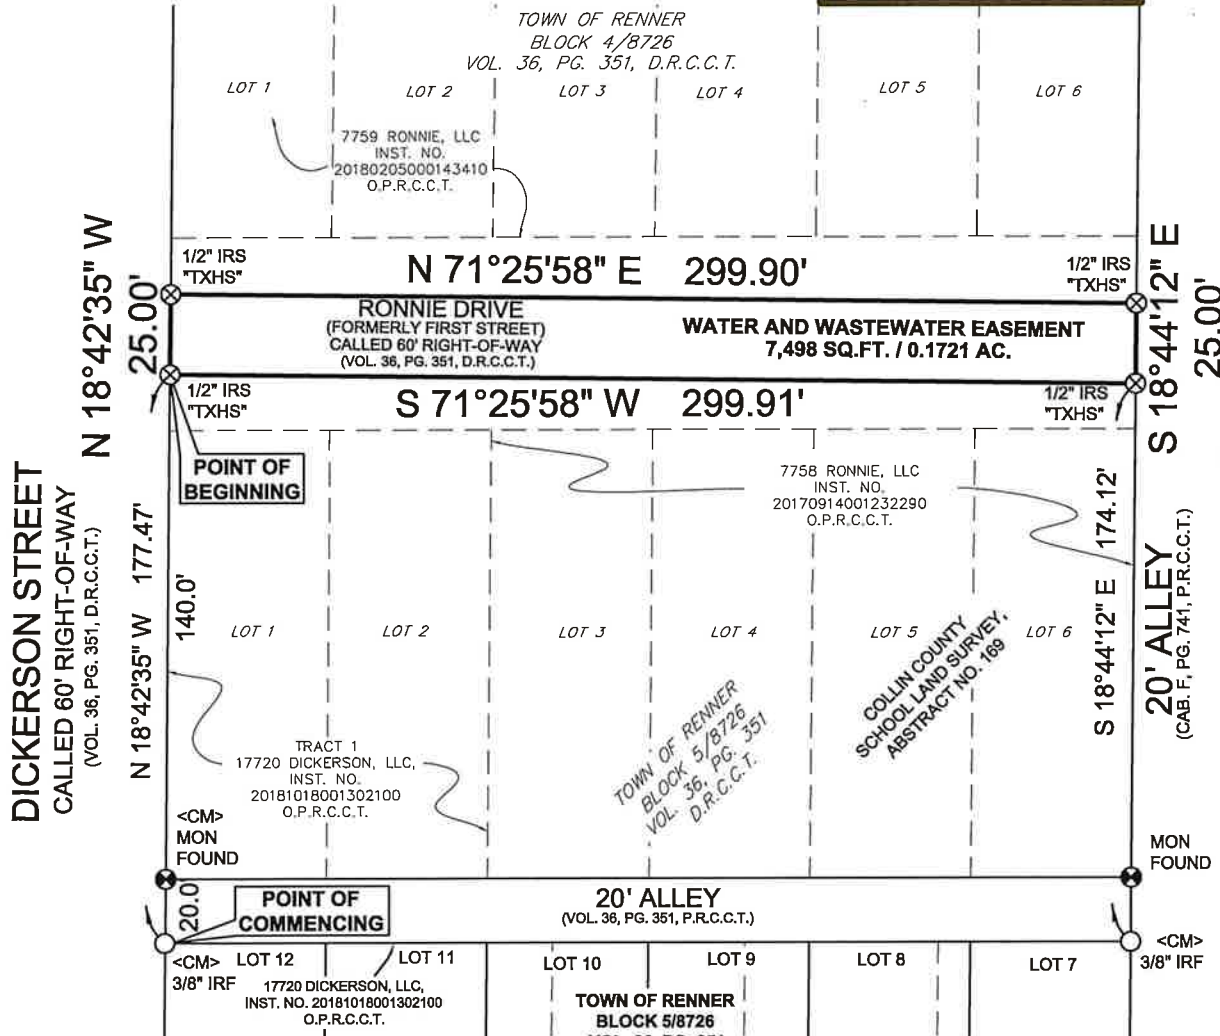 TOWN OF RENNER
BLOCK 4/8726
VOL. 36, PG. 351, D.R.C.C.T.
LOT 1
LOT 2
LOT 3
LOT 4
LOT 5
LOT 6
7759 RONNIE, LLC
INST. NO.
20180205000143410
O.P.R.C.C.T.
1/2" IRS
"TXHS"
N 71°25'58" E 299.90'
1/2" IRS
"TXHS"
N 18°42'35" W
25.00'
RONNIE DRIVE
(FORMERLY FIRST STREET)
CALLED 60' RIGHT-OF-WAY
(VOL. 36, PG. 351, D.R.C.C.T.)
WATER AND WASTEWATER EASEMENT
7,498 SQ.FT. / 0.1721 AC.
S 18°44'12" E
25.00'
1/2" IRS
"TXHS"
S 71°25'58" W 299.91'
1/2" IRS
"TXHS"
POINT OF
BEGINNING
7758 RONNIE, LLC
INST. NO.
20170914001232290
O.P.R.C.C.T.
DICKERSON STREET
CALLED 60' RIGHT-OF-WAY
(VOL. 36, PG. 351, D.R.C.C.T.)
N 18°42'35" W 177.47'
140.0'
LOT 1
LOT 2
LOT 3
LOT 4
LOT 5
LOT 6
COLLIN COUNTY
SCHOOL LAND SURVEY,
ABSTRACT NO. 169
S 18°44'12" E 174.12'
20' ALLEY
(CAB. F, PG. 741, P.R.C.C.T.)
TOWN OF RENNER
BLOCK 5/8726
VOL. 36, PG. 351
D.R.C.C.T.
TRACT 1
17720 DICKERSON, LLC,
INST. NO.
20181018001302100
O.P.R.C.C.T.
<CM>
MON
FOUND
MON
FOUND
20.0
POINT OF
COMMENCING
20' ALLEY
(VOL. 36, PG. 351, P.R.C.C.T.)
<CM>
3/8" IRF
<CM>
3/8" IRF
LOT 12
LOT 11
LOT 10
LOT 9
LOT 8
LOT 7
17720 DICKERSON, LLC,
INST. NO. 20181018001302100
O.P.R.C.C.T.
TOWN OF RENNER
BLOCK 5/8726